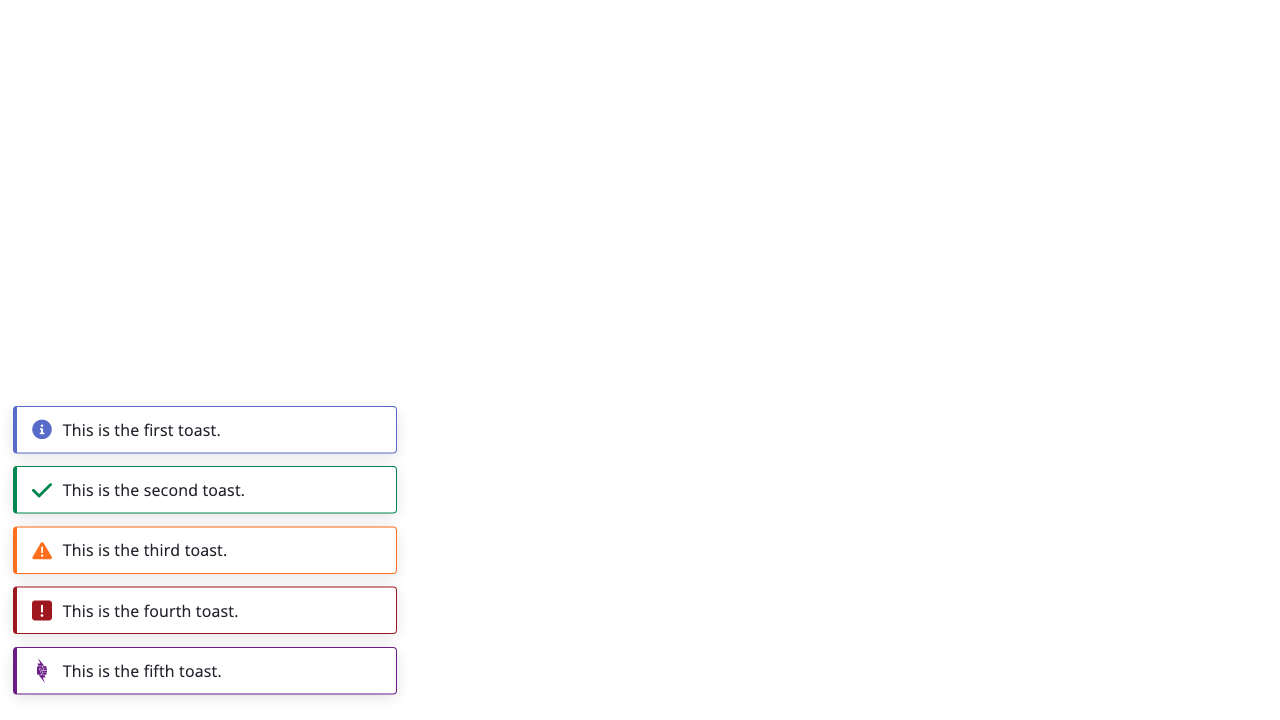 This is the first toast.
This is the second toast.
This is the third toast.
This is the fourth toast.
This is the fifth toast.